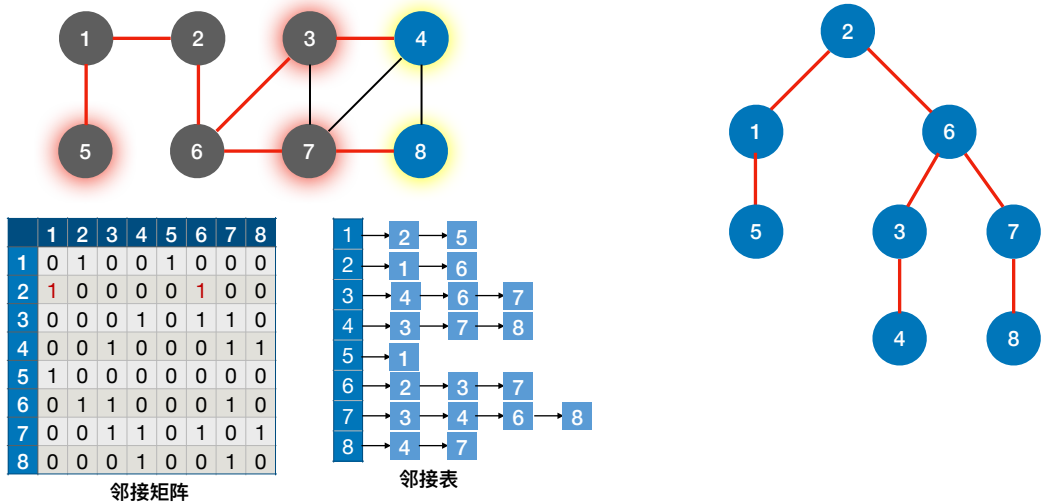 1 2 3 4
5 6 7 8
2
1 6
5 3 7
4 8
1 2 3 4 5 6 7 8
1 0 1 0 0 1 0 0 0
2 1 0 0 0 0 1 0 0
3 0 0 0 1 0 1 1 0
4 0 0 1 0 0 0 1 1
5 1 0 0 0 0 0 0 0
6 0 1 1 0 0 0 1 0
7 0 0 1 1 0 1 0 1
8 0 0 0 1 0 0 1 0
邻接矩阵
1 2 5
2 1 6
3 4 6 7
4 3 7 8
5 1
6 2 3 7
7 3 4 6 8
8 4 7
邻接表